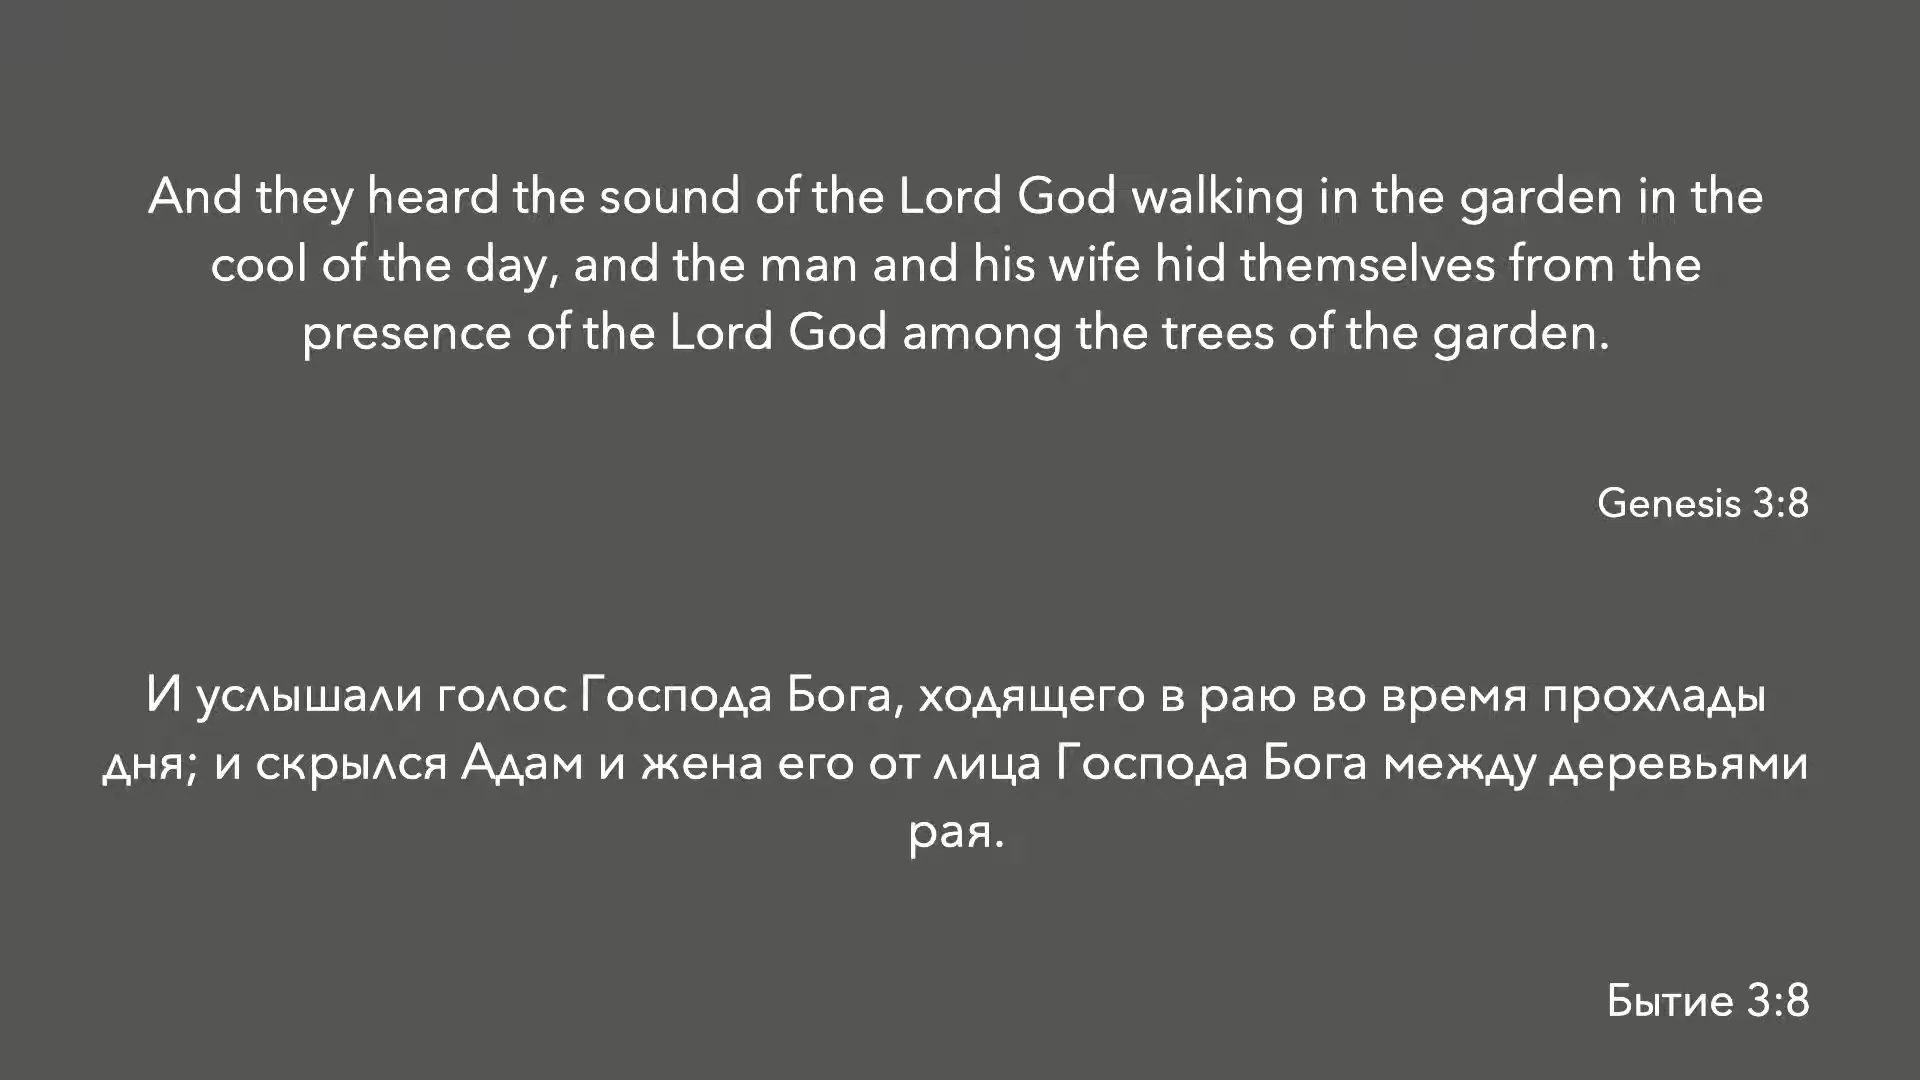 And they heard the sound of the Lord God walking in the garden in the
cool of the day, and the man and his wife hid themselves from the
presence of the Lord God among the trees of the garden.
Genesis 3:8
И услышали голос Господа Бога, ходящего в раю во время прохлады
дня; и скрылся Адам и жена его от лица Господа Бога между деревьями
рая.
Бытие 3:8